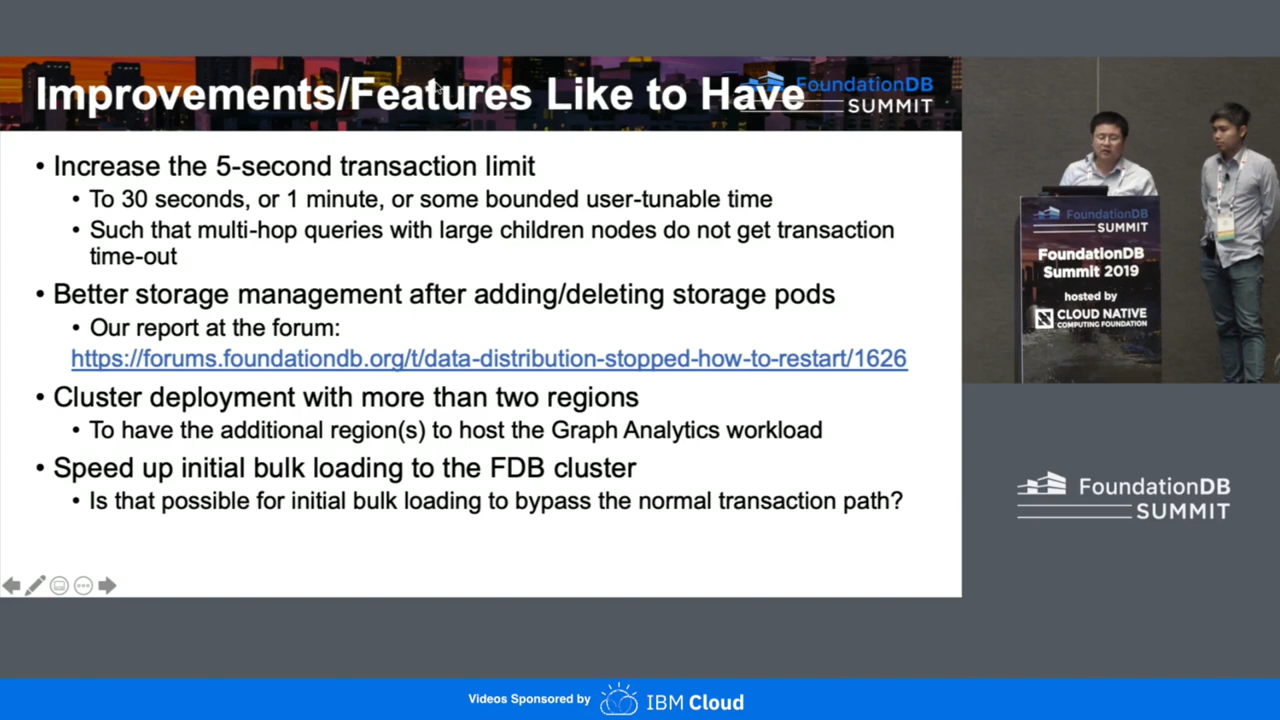 Improvements/Features Like to Have
FoundationDB
SUMMIT
• Increase the 5-second transaction limit
• To 30 seconds, or 1 minute, or some bounded user-tunable time
• Such that multi-hop queries with large children nodes do not get transaction
time-out
• Better storage management after adding/deleting storage pods
• Our report at the forum:
https://forums.foundationdb.org/t/data-distribution-stopped-how-to-restart/1626
• Cluster deployment with more than two regions
• To have the additional region(s) to host the Graph Analytics workload
• Speed up initial bulk loading to the FDB cluster
• Is that possible for initial bulk loading to bypass the normal transaction path?
FoundationDB
SUMMIT
FoundationDB
Summit 2019
hosted by
CLOUD NATIVE
COMPUTING FOUNDATION
FoundationDB
SUMMIT
Videos Sponsored by
IBM Cloud